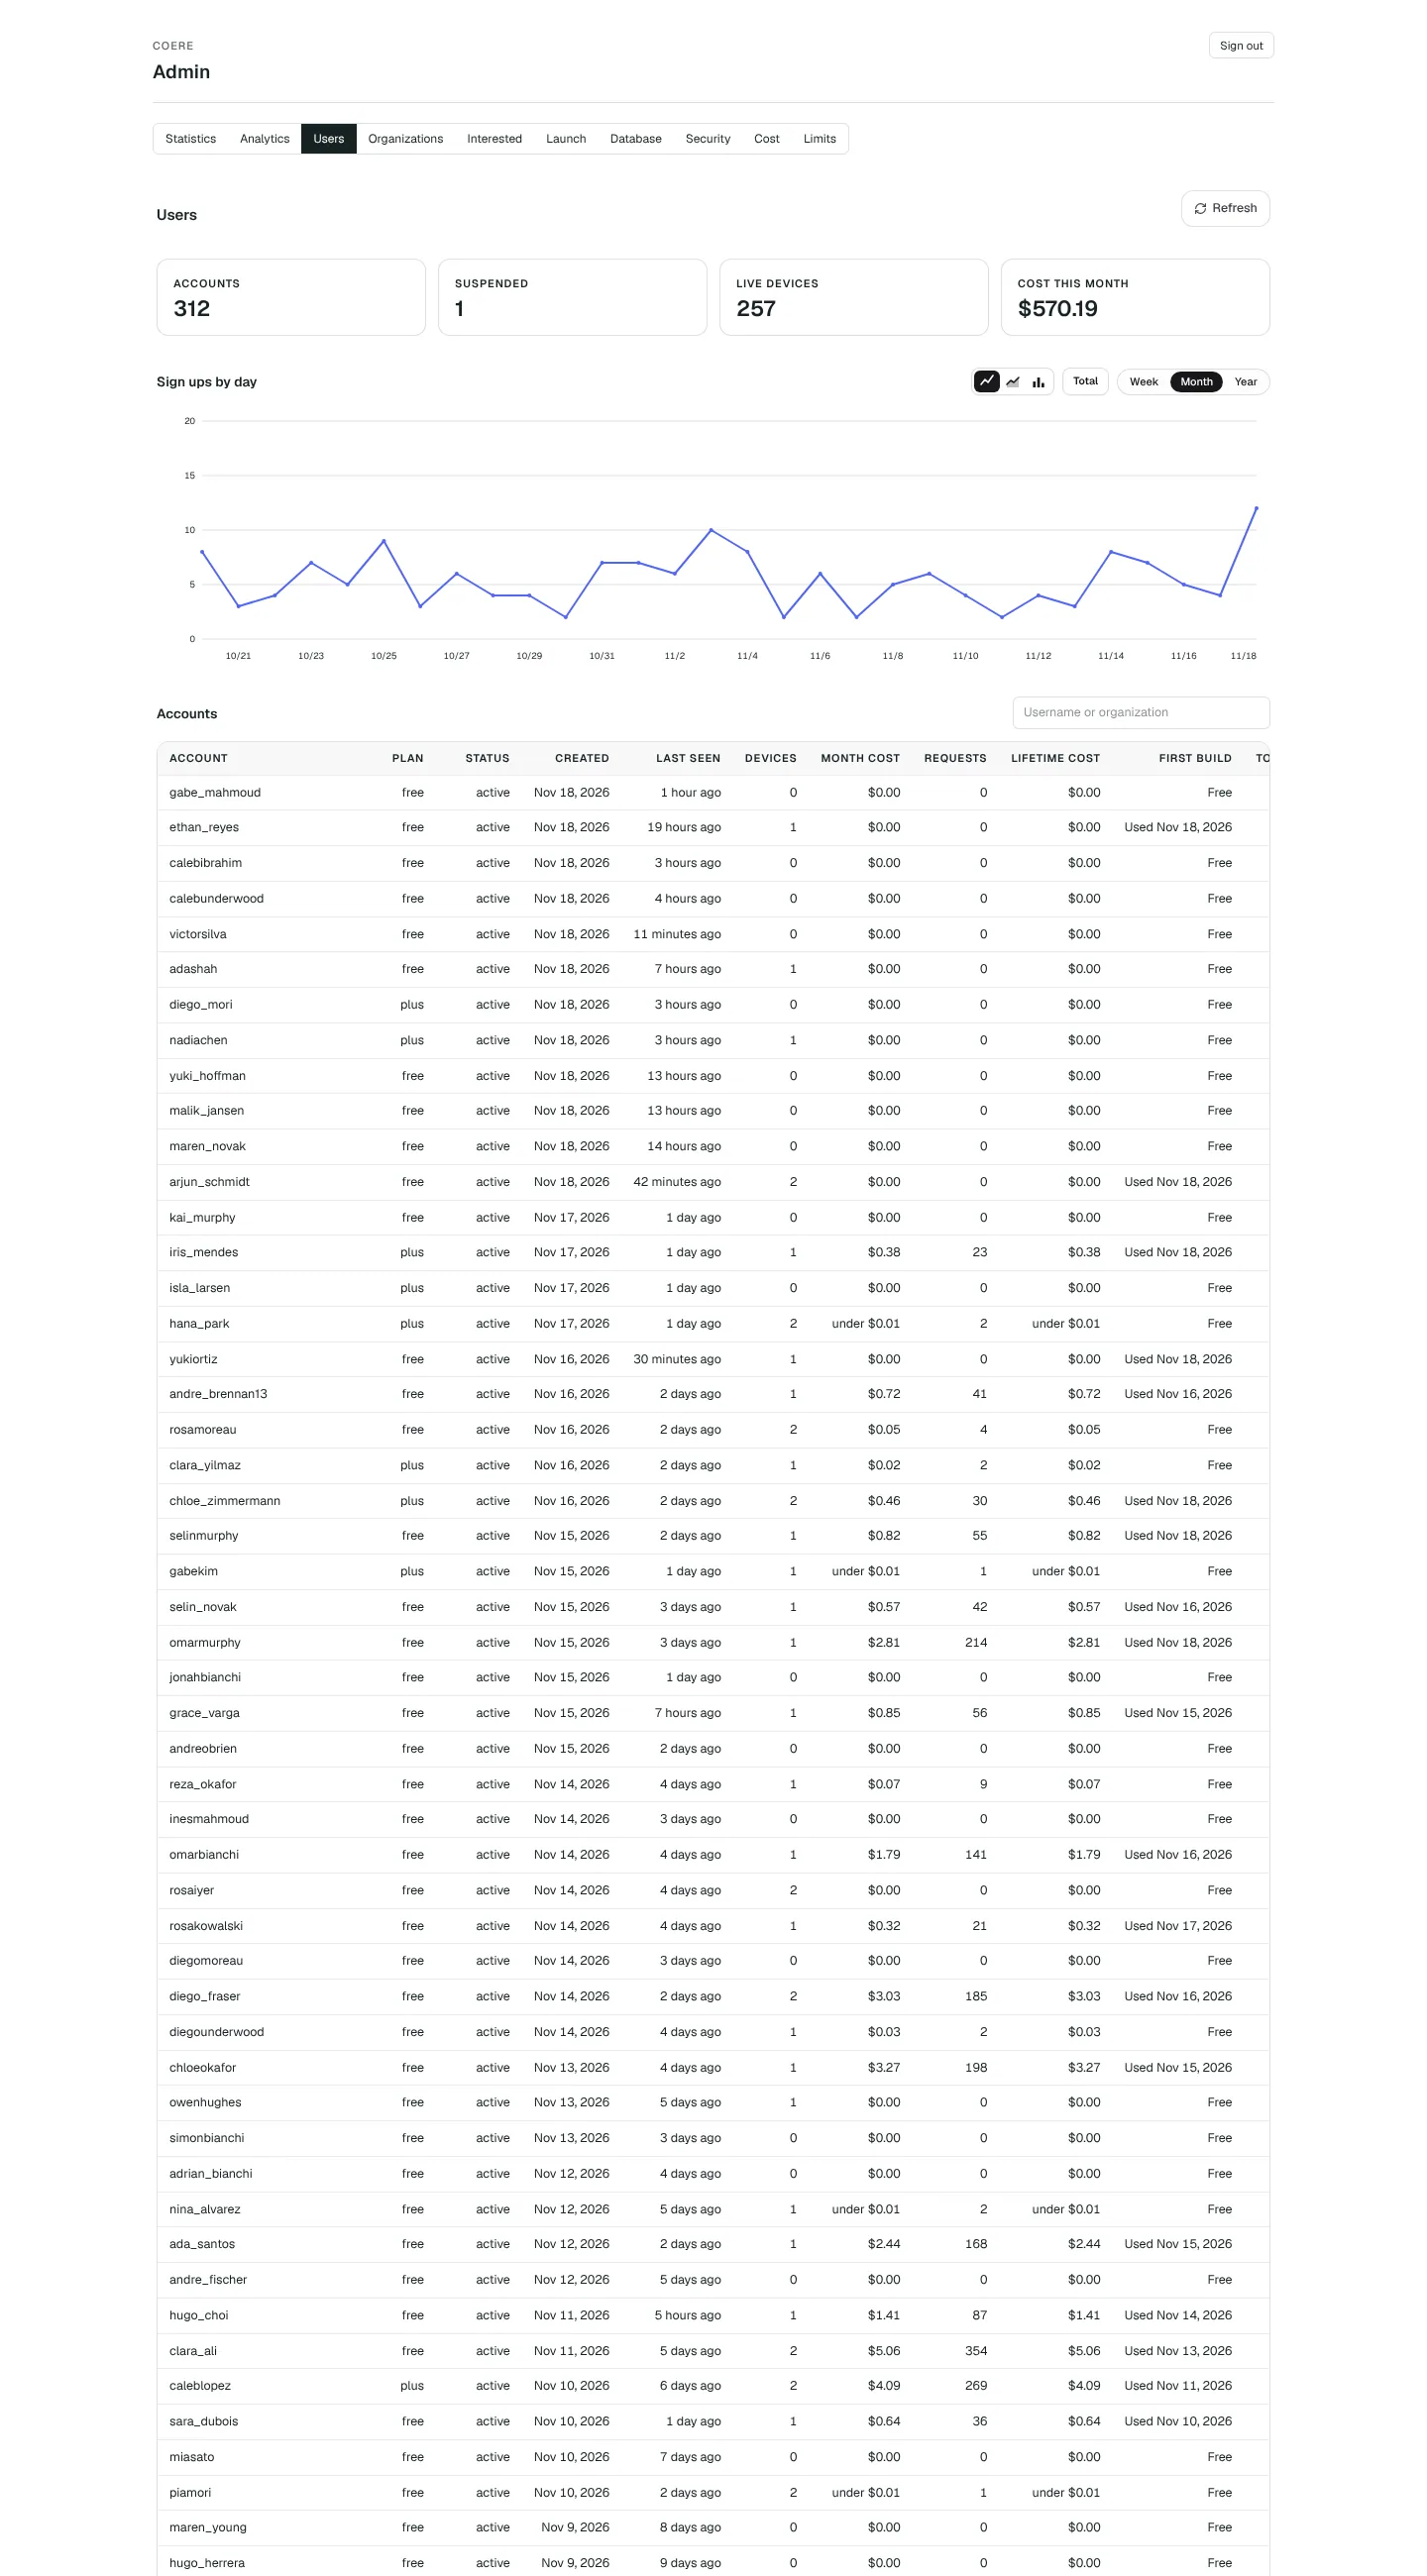 COERE
Sign out
Admin
Statistics Analytics Users Organizations Interested Launch Database Security Cost Limits
Users
Refresh
ACCOUNTS SUSPENDED LIVE DEVICES COST THIS MONTH
312 1 257 $570.19
Sign ups by day
Total Week Month Year
20
15
10
5
0
10/21 10/23 10/25 10/27 10/29 10/31 11/2 11/4 11/6 11/8 11/10 11/12 11/14 11/16 11/18
Accounts
Username or organization
ACCOUNT PLAN STATUS CREATED LAST SEEN DEVICES MONTH COST REQUESTS LIFETIME COST FIRST BUILD TO
gabe_mahmoud free active Nov 18, 2026 1 hour ago 0 $0.00 0 $0.00 Free
ethan_reyes free active Nov 18, 2026 19 hours ago 1 $0.00 0 $0.00 Used Nov 18, 2026
calebibrahim free active Nov 18, 2026 3 hours ago 0 $0.00 0 $0.00 Free
calebunderwood free active Nov 18, 2026 4 hours ago 0 $0.00 0 $0.00 Free
victorsilva free active Nov 18, 2026 11 minutes ago 0 $0.00 0 $0.00 Free
adashah free active Nov 18, 2026 7 hours ago 1 $0.00 0 $0.00 Free
diego_mori plus active Nov 18, 2026 3 hours ago 0 $0.00 0 $0.00 Free
nadiachen plus active Nov 18, 2026 3 hours ago 1 $0.00 0 $0.00 Free
yuki_hoffman free active Nov 18, 2026 13 hours ago 0 $0.00 0 $0.00 Free
malik_jansen free active Nov 18, 2026 13 hours ago 0 $0.00 0 $0.00 Free
maren_novak free active Nov 18, 2026 14 hours ago 0 $0.00 0 $0.00 Free
arjun_schmidt free active Nov 18, 2026 42 minutes ago 2 $0.00 0 $0.00 Used Nov 18, 2026
kai_murphy free active Nov 17, 2026 1 day ago 0 $0.00 0 $0.00 Free
iris_mendes plus active Nov 17, 2026 1 day ago 1 $0.38 23 $0.38 Used Nov 18, 2026
isla_larsen plus active Nov 17, 2026 1 day ago 0 $0.00 0 $0.00 Free
hana_park plus active Nov 17, 2026 1 day ago 2 under $0.01 2 under $0.01 Free
yukiortiz free active Nov 16, 2026 30 minutes ago 1 $0.00 0 $0.00 Used Nov 18, 2026
andre_brennan13 free active Nov 16, 2026 2 days ago 1 $0.72 41 $0.72 Used Nov 16, 2026
rosamoreau free active Nov 16, 2026 2 days ago 2 $0.05 4 $0.05 Free
clara_yilmaz plus active Nov 16, 2026 2 days ago 1 $0.02 2 $0.02 Free
chloe_zimmermann plus active Nov 16, 2026 2 days ago 2 $0.46 30 $0.46 Used Nov 18, 2026
selinmurphy free active Nov 15, 2026 2 days ago 1 $0.82 55 $0.82 Used Nov 18, 2026
gabekim plus active Nov 15, 2026 1 day ago 1 under $0.01 1 under $0.01 Free
selin_novak free active Nov 15, 2026 3 days ago 1 $0.57 42 $0.57 Used Nov 16, 2026
omarmurphy free active Nov 15, 2026 3 days ago 1 $2.81 214 $2.81 Used Nov 18, 2026
jonahbianchi free active Nov 15, 2026 1 day ago 0 $0.00 0 $0.00 Free
grace_varga free active Nov 15, 2026 7 hours ago 1 $0.85 56 $0.85 Used Nov 15, 2026
andreobrien free active Nov 15, 2026 2 days ago 0 $0.00 0 $0.00 Free
reza_okafor free active Nov 14, 2026 4 days ago 1 $0.07 9 $0.07 Free
inesmahmoud free active Nov 14, 2026 3 days ago 0 $0.00 0 $0.00 Free
omarbianchi free active Nov 14, 2026 4 days ago 1 $1.79 141 $1.79 Used Nov 16, 2026
rosaiyer free active Nov 14, 2026 4 days ago 2 $0.00 0 $0.00 Free
rosakowalski free active Nov 14, 2026 4 days ago 1 $0.32 21 $0.32 Used Nov 17, 2026
diegomoreau free active Nov 14, 2026 3 days ago 0 $0.00 0 $0.00 Free
diego_fraser free active Nov 14, 2026 2 days ago 2 $3.03 185 $3.03 Used Nov 16, 2026
diegounderwood free active Nov 14, 2026 4 days ago 1 $0.03 2 $0.03 Free
chloeokafor free active Nov 13, 2026 4 days ago 1 $3.27 198 $3.27 Used Nov 15, 2026
owenhughes free active Nov 13, 2026 5 days ago 1 $0.00 0 $0.00 Free
simonbianchi free active Nov 13, 2026 3 days ago 0 $0.00 0 $0.00 Free
adrian_bianchi free active Nov 12, 2026 4 days ago 0 $0.00 0 $0.00 Free
nina_alvarez free active Nov 12, 2026 5 days ago 1 under $0.01 2 under $0.01 Free
ada_santos free active Nov 12, 2026 2 days ago 1 $2.44 168 $2.44 Used Nov 15, 2026
andre_fischer free active Nov 12, 2026 5 days ago 0 $0.00 0 $0.00 Free
hugo_choi free active Nov 11, 2026 5 hours ago 1 $1.41 87 $1.41 Used Nov 14, 2026
clara_ali free active Nov 11, 2026 5 days ago 2 $5.06 354 $5.06 Used Nov 13, 2026
caleblopez plus active Nov 10, 2026 6 days ago 2 $4.09 269 $4.09 Used Nov 11, 2026
sara_dubois free active Nov 10, 2026 1 day ago 1 $0.64 36 $0.64 Used Nov 10, 2026
miasato free active Nov 10, 2026 7 days ago 0 $0.00 0 $0.00 Free
piamori free active Nov 10, 2026 2 days ago 2 under $0.01 1 under $0.01 Free
maren_young free active Nov 9, 2026 8 days ago 0 $0.00 0 $0.00 Free
hugo_herrera free active Nov 9, 2026 9 days ago 0 $0.00 0 $0.00 Free